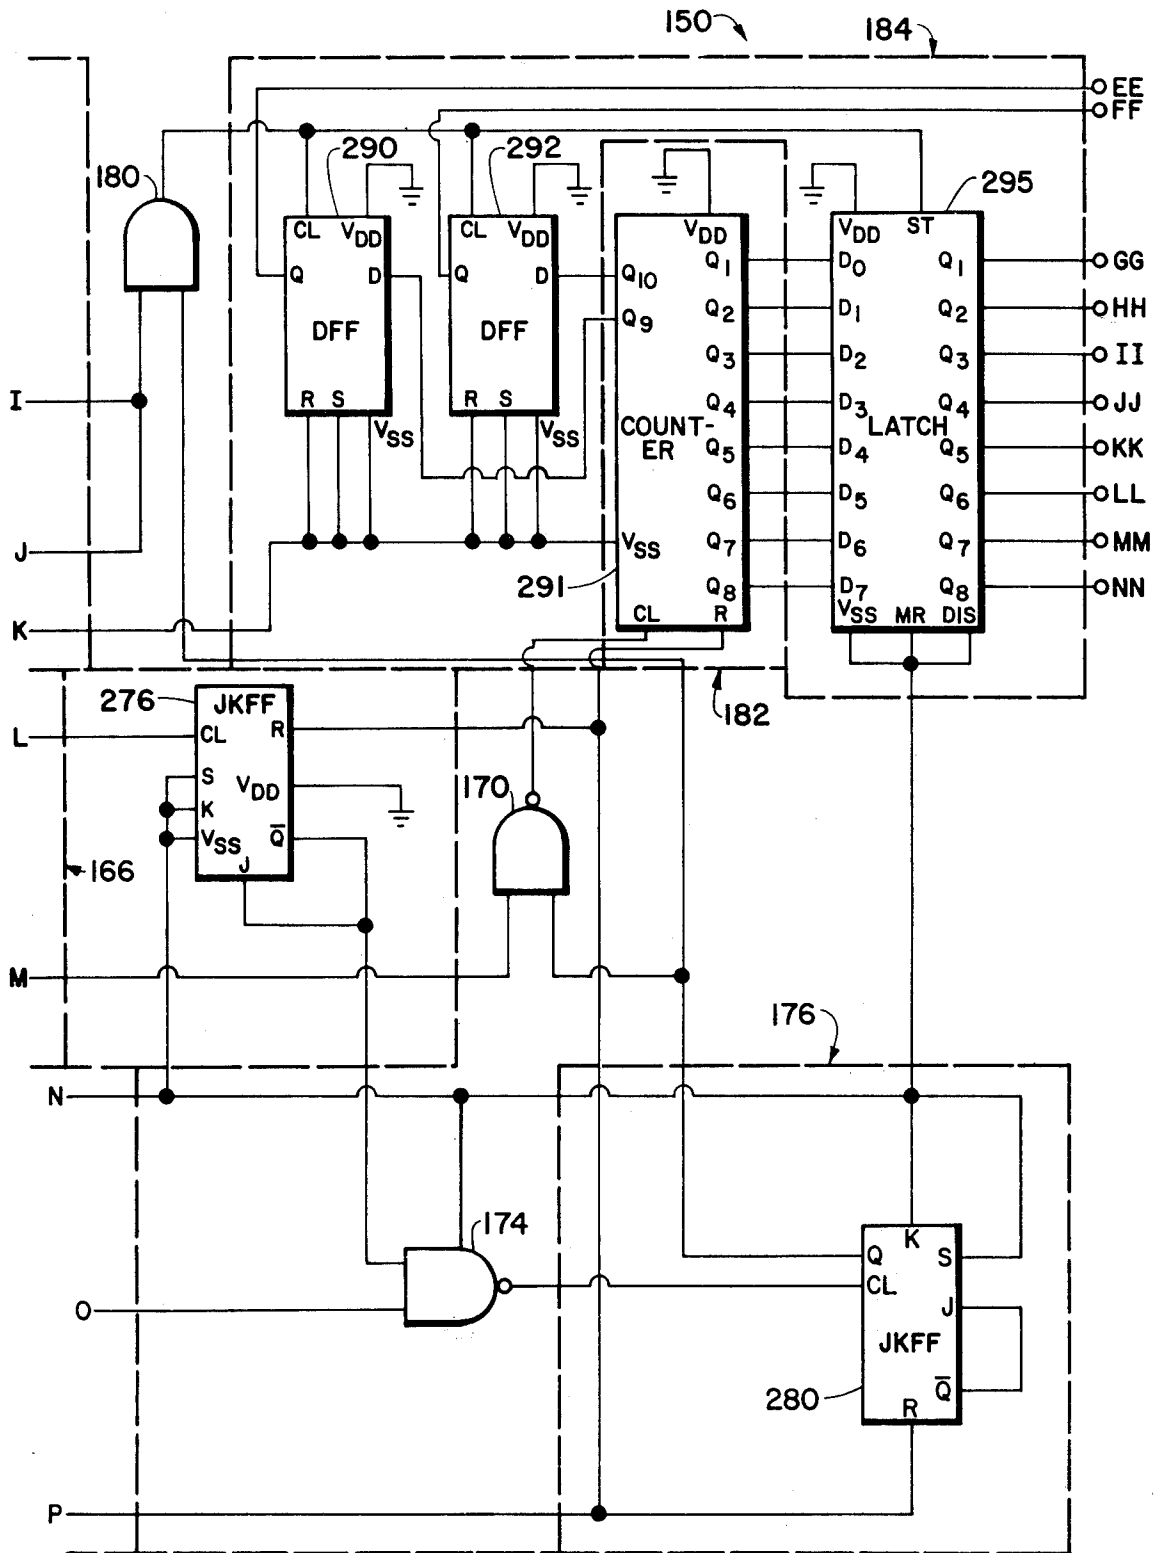 150
184
EE
FF
180
290
292
295
CL
VDD
CL
VDD
VDD
VDD
ST
Q
D
Q
D
Q10
Q1
D0
Q1
GG
Q9
Q2
D1
Q2
HH
DFF
DFF
Q3
D2
Q3
II
I
R S
VSS
R S
VSS
Q4
D3
Q4
JJ
COUNT-
ER
LATCH
Q5
D4
Q5
KK
Q6
D5
Q6
LL
J
VSS
Q7
D6
Q7
MM
291
Q8
D7
Q8
NN
CL
R
VSS
MR
DIS
K
182
276
JKFF
L
CL
R
S
VDD
K
VSS
Q̅
J
170
166
M
176
N
174
K
Q
S
CL
O
J
JKFF
280
Q̅
R
P